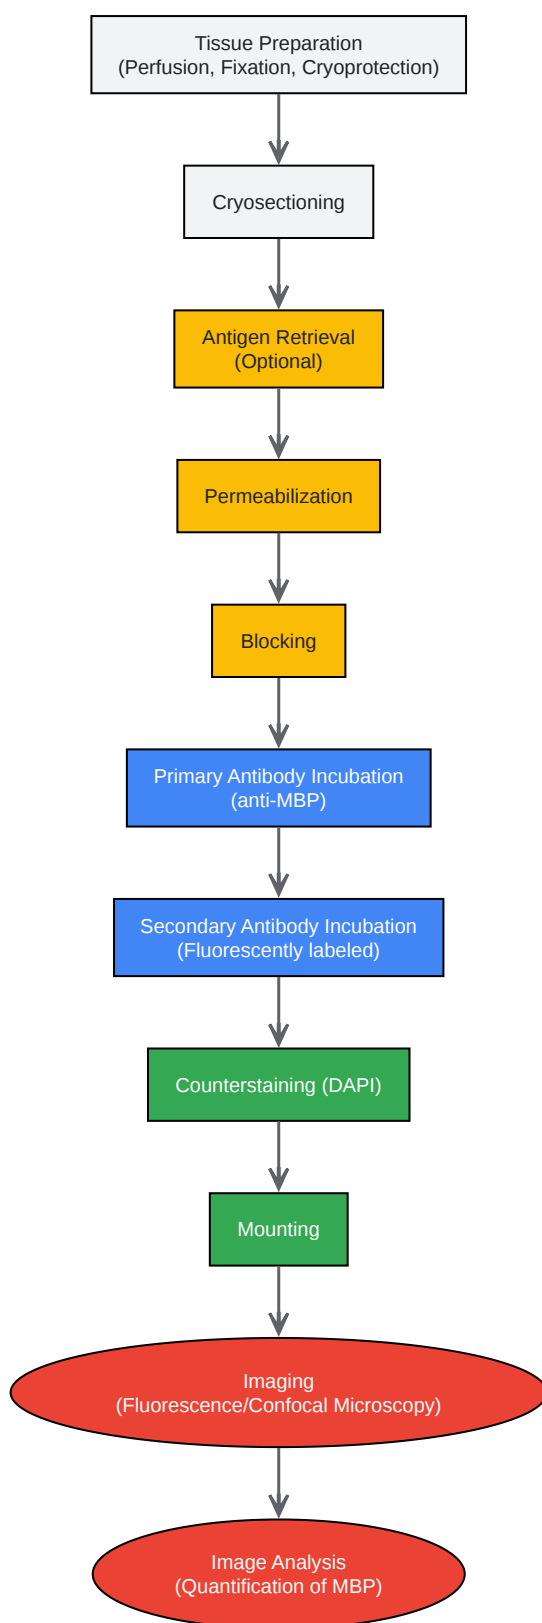 Tissue Preparation
(Perfusion, Fixation, Cryoprotection)
Cryosectioning
Antigen Retrieval
(Optional)
Permeabilization
Blocking
Primary Antibody Incubation
(anti-MBP)
Secondary Antibody Incubation
(Fluorescently labeled)
Counterstaining (DAPI)
Mounting
Imaging
(Fluorescence/Confocal Microscopy)
Image Analysis
(Quantification of MBP)